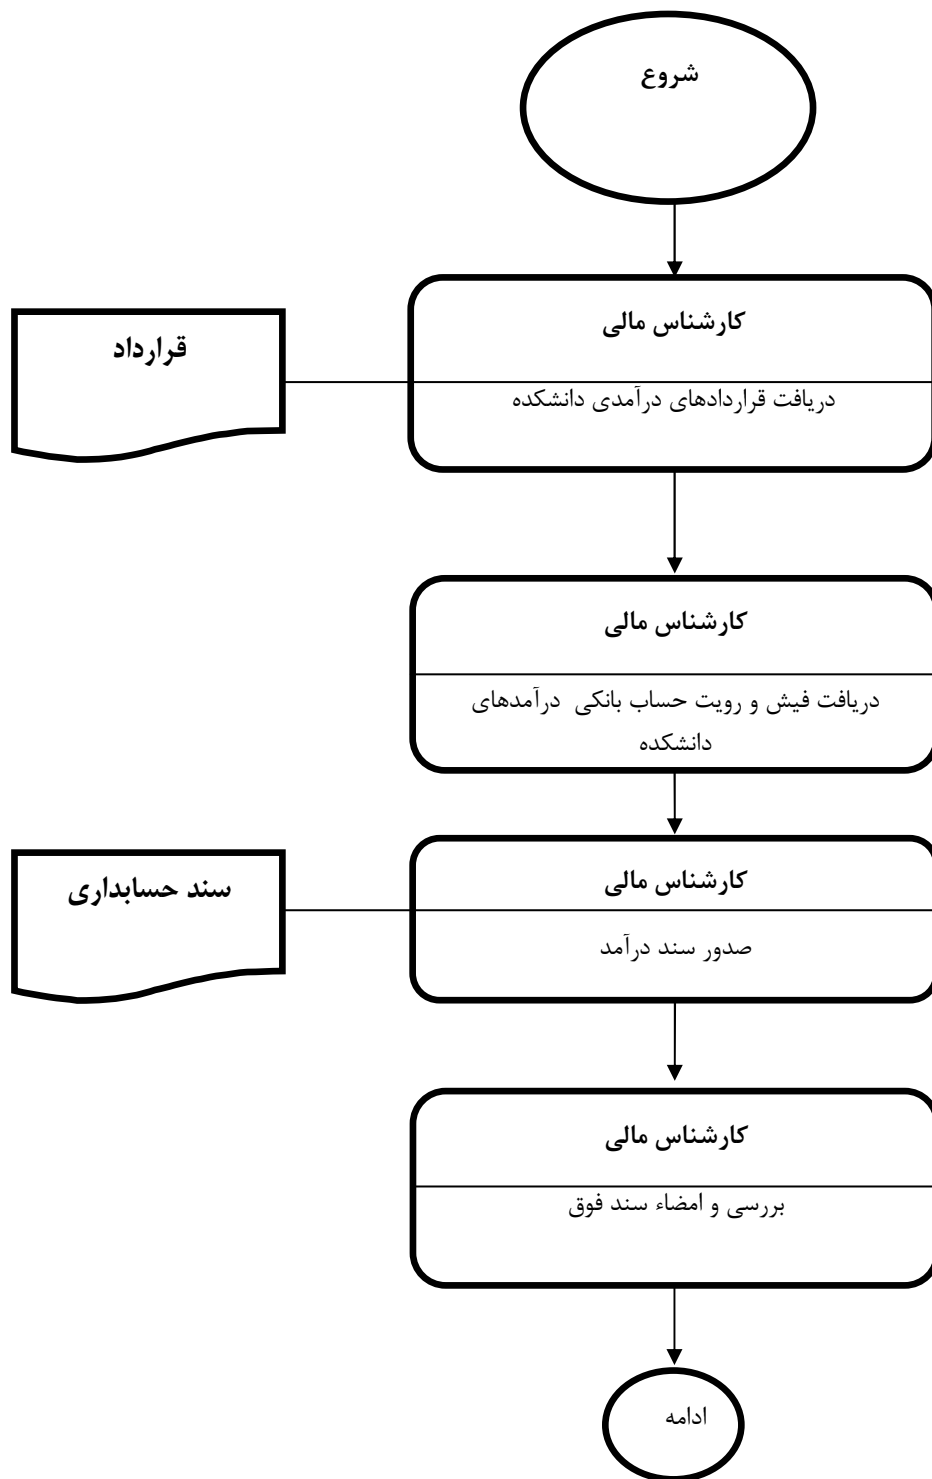 شروع
کارشناس مالی
قرارداد
دریافت قراردادهای درآمدی دانشکده
کارشناس مالی
دریافت فیش و رویت حساب بانکی درآمدهای
دانشکده
کارشناس مالی
سند حسابداری
صدور سند درآمد
کارشناس مالی
بررسی و امضاء سند فوق
ادامه